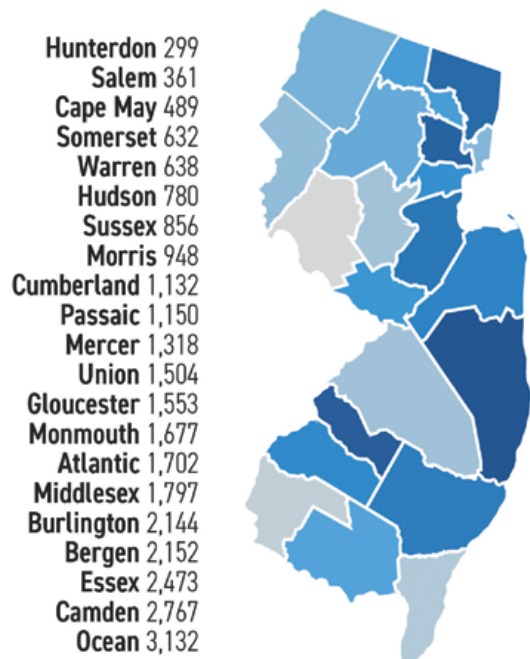 Hunterdon 299
Salem 361
Cape May 489
Somerset 632
Warren 638
Hudson 780
Sussex 856
Morris 948
Cumberland 1,132
Passaic 1,150
Mercer 1,318
Union 1,504
Gloucester 1,553
Monmouth 1,677
Atlantic 1,702
Middlesex 1,797
Burlington 2,144
Bergen 2,152
Essex 2,473
Camden 2,767
Ocean 3,132